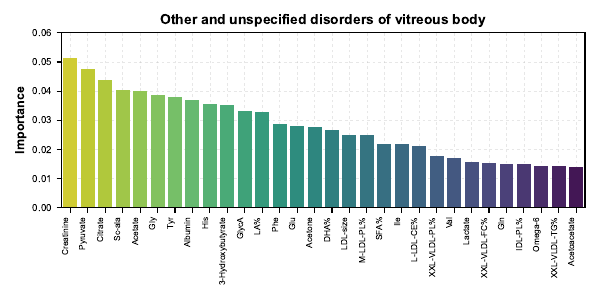 Other and unspecified disorders of vitreous body
Importance
0.06
0.05
0.04
0.03
0.02
0.01
0.00
Creatinine
Pyruvate
Citrate
Sc-ala
Acetate
Gly
Tyr
Albumin
His
3-Hydroxybutyrate
GlycA
LA%
Phe
Glu
Acetone
DHA%
LDL-size
M-LDL-PL%
SFA%
Ile
L-LDL-CE%
XXL-VLDL-PL%
Val
Lactate
XXL-VLDL-FC%
Gln
IDL-PL%
Omega-6
XXL-VLDL-TG%
Acetoacetate